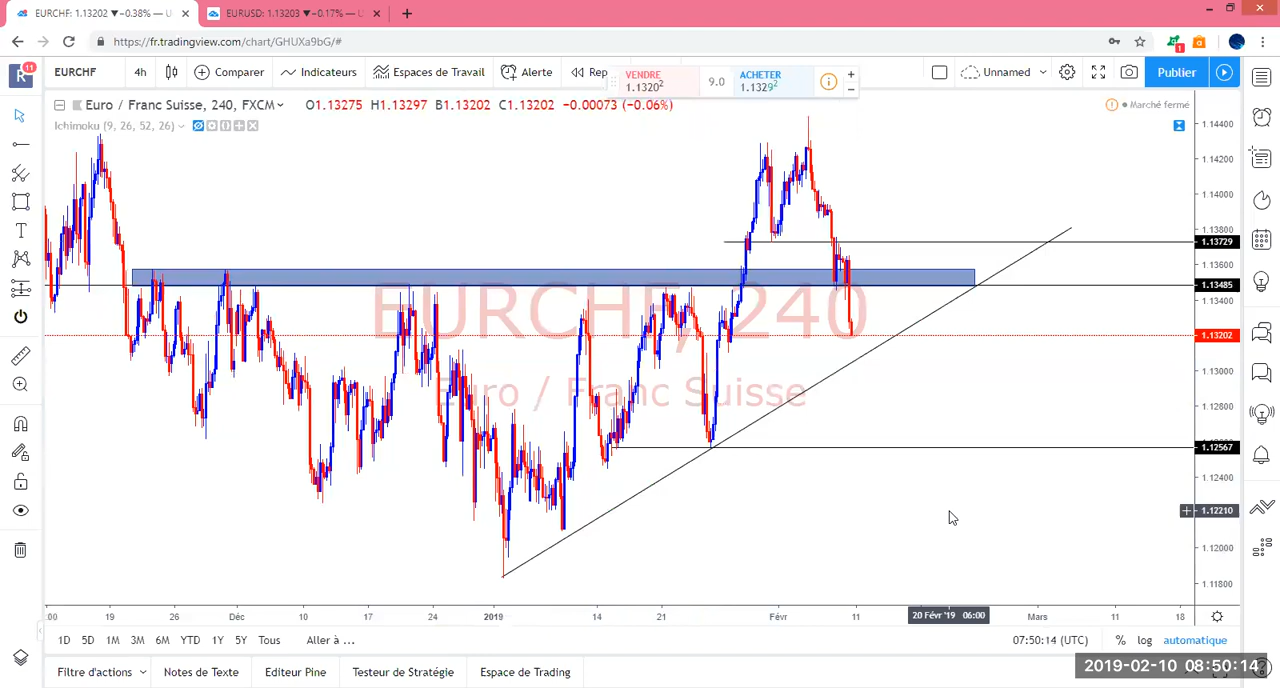 EURCHF: 1.13202 ▼−0.38% — U
EURUSD: 1.13203 ▼−0.17% — U
https://fr.tradingview.com/chart/GHUXa9bG/#
1
R 11
EURCHF 4h Comparer Indicateurs Espaces de Travail Alerte Rep
VENDRE
1.1320²
9.0
ACHETER
1.1329²
Unnamed
Publier
Euro / Franc Suisse, 240, FXCM O1.13275 H1.13297 B1.13202 C1.13202 −0.00073 (−0.06%)
Marché fermé
Ichimoku (9, 26, 52, 26)
EURCHF, 240
Euro / Franc Suisse
1.14400
1.14200
1.14000
1.13800
1.13729
1.13600
1.13485
1.13400
1.13202
1.13000
1.12800
1.12567
1.12400
1.12210
1.12000
1.11800
:00 19 26 Déc 10 17 24 2019 14 21 Févr 11 20 Févr '19 06:00 Mars 11 18
1D 5D 1M 3M 6M YTD 1Y 5Y Tous Aller à ... 07:50:14 (UTC) % log automatique
Filtre d'actions Notes de Texte Editeur Pine Testeur de Stratégie Espace de Trading
2019-02-10 08:50:14